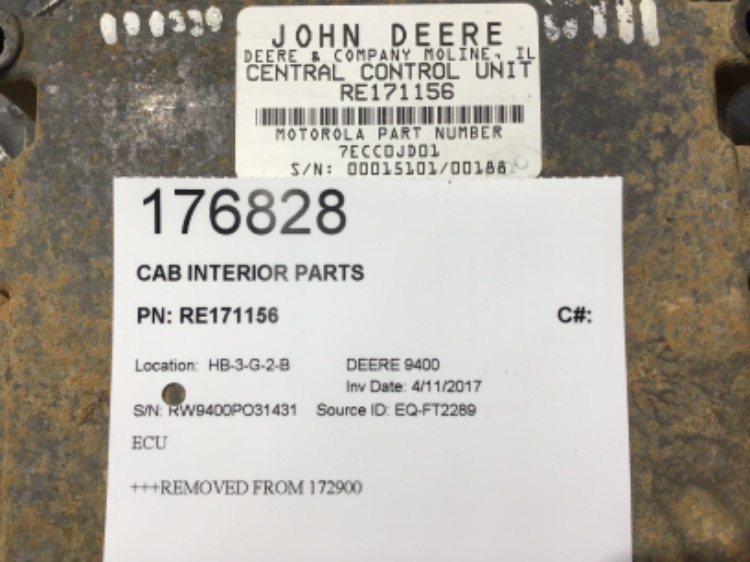 JOHN DEERE
DEERE & COMPANY MOLINE, IL
CENTRAL CONTROL UNIT
RE171156
MOTOROLA PART NUMBER
7ECC0JD01
S/N: 00015101/00188
176828
CAB INTERIOR PARTS
PN: RE171156 C#:
Location: HB-3-G-2-B DEERE 9400
Inv Date: 4/11/2017
S/N: RW9400PO31431 Source ID: EQ-FT2289
ECU
+++REMOVED FROM 172900